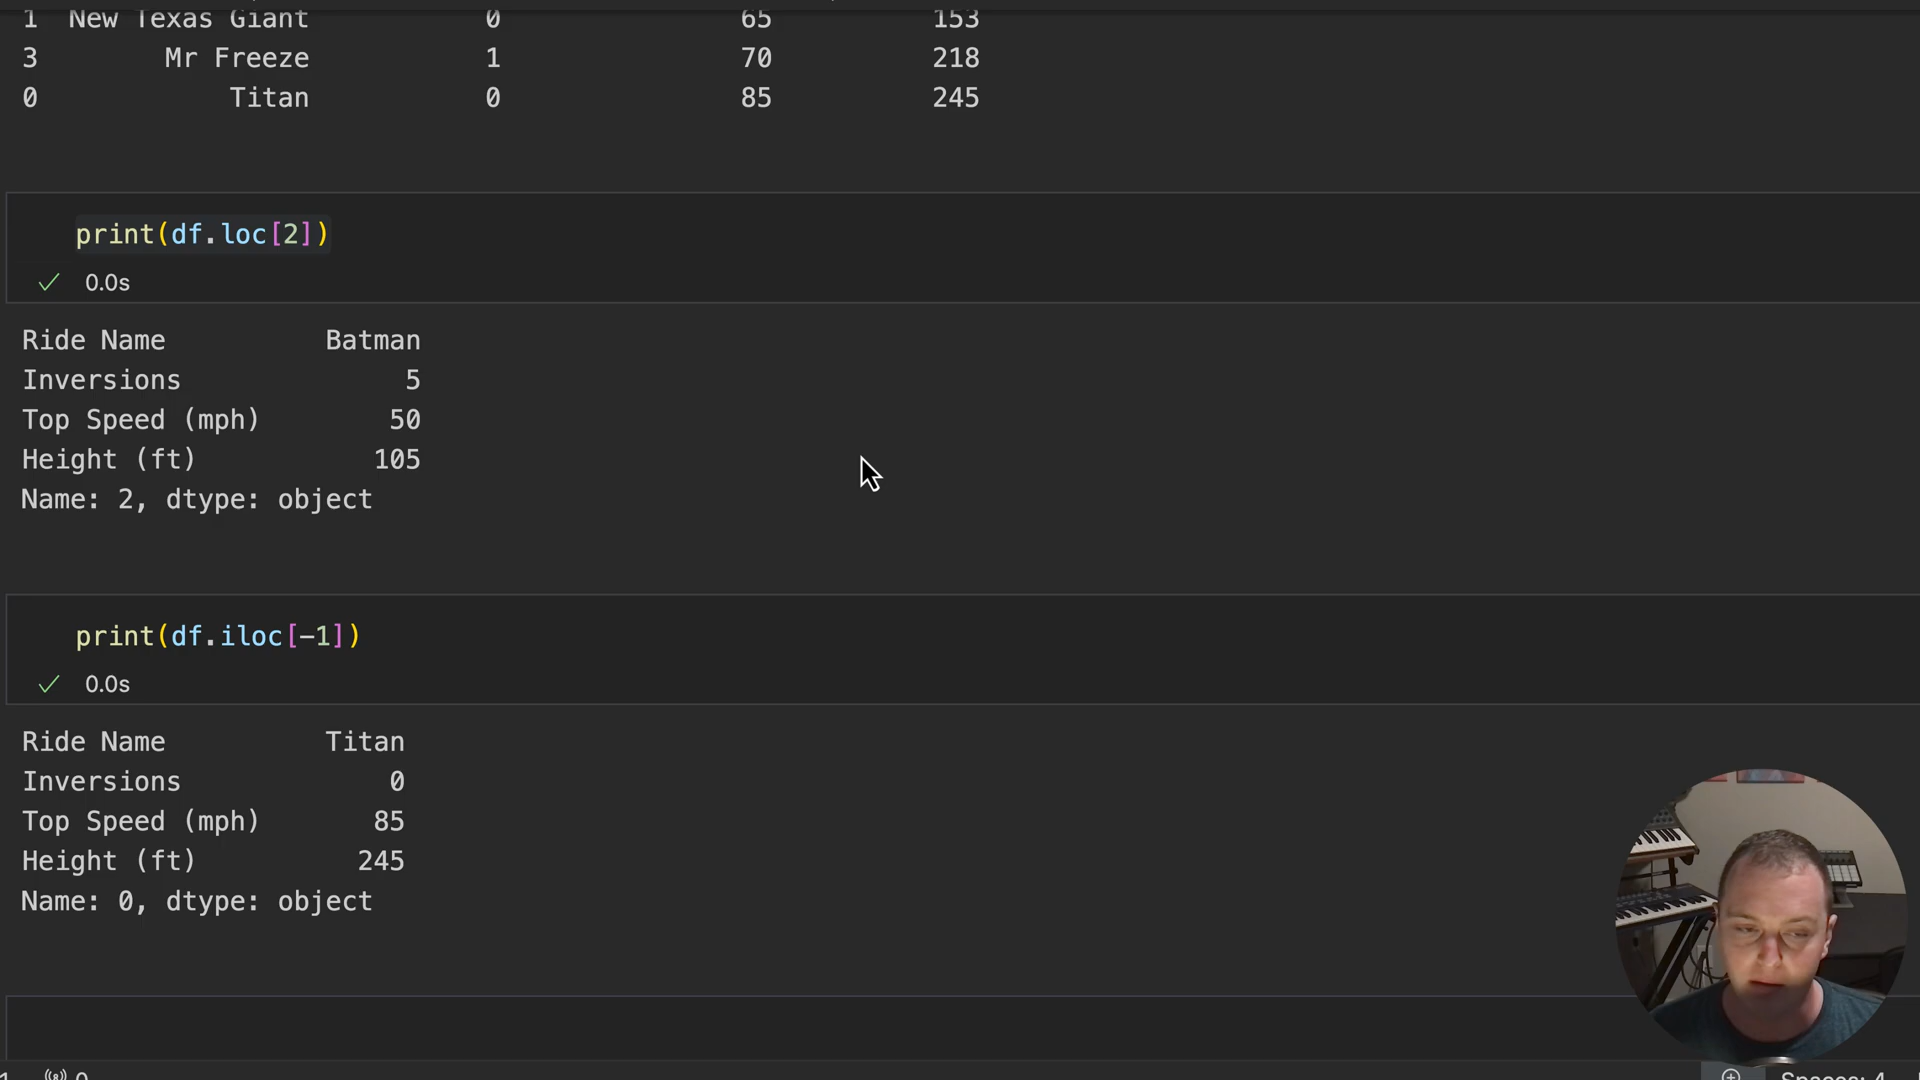 1 New Texas Giant 0 65 153
3 Mr Freeze 1 70 218
0 Titan 0 85 245
print(df.loc[2])
0.0s
Ride Name Batman
Inversions 5
Top Speed (mph) 50
Height (ft) 105
Name: 2, dtype: object
print(df.iloc[-1])
0.0s
Ride Name Titan
Inversions 0
Top Speed (mph) 85
Height (ft) 245
Name: 0, dtype: object
0 Spaces: 4